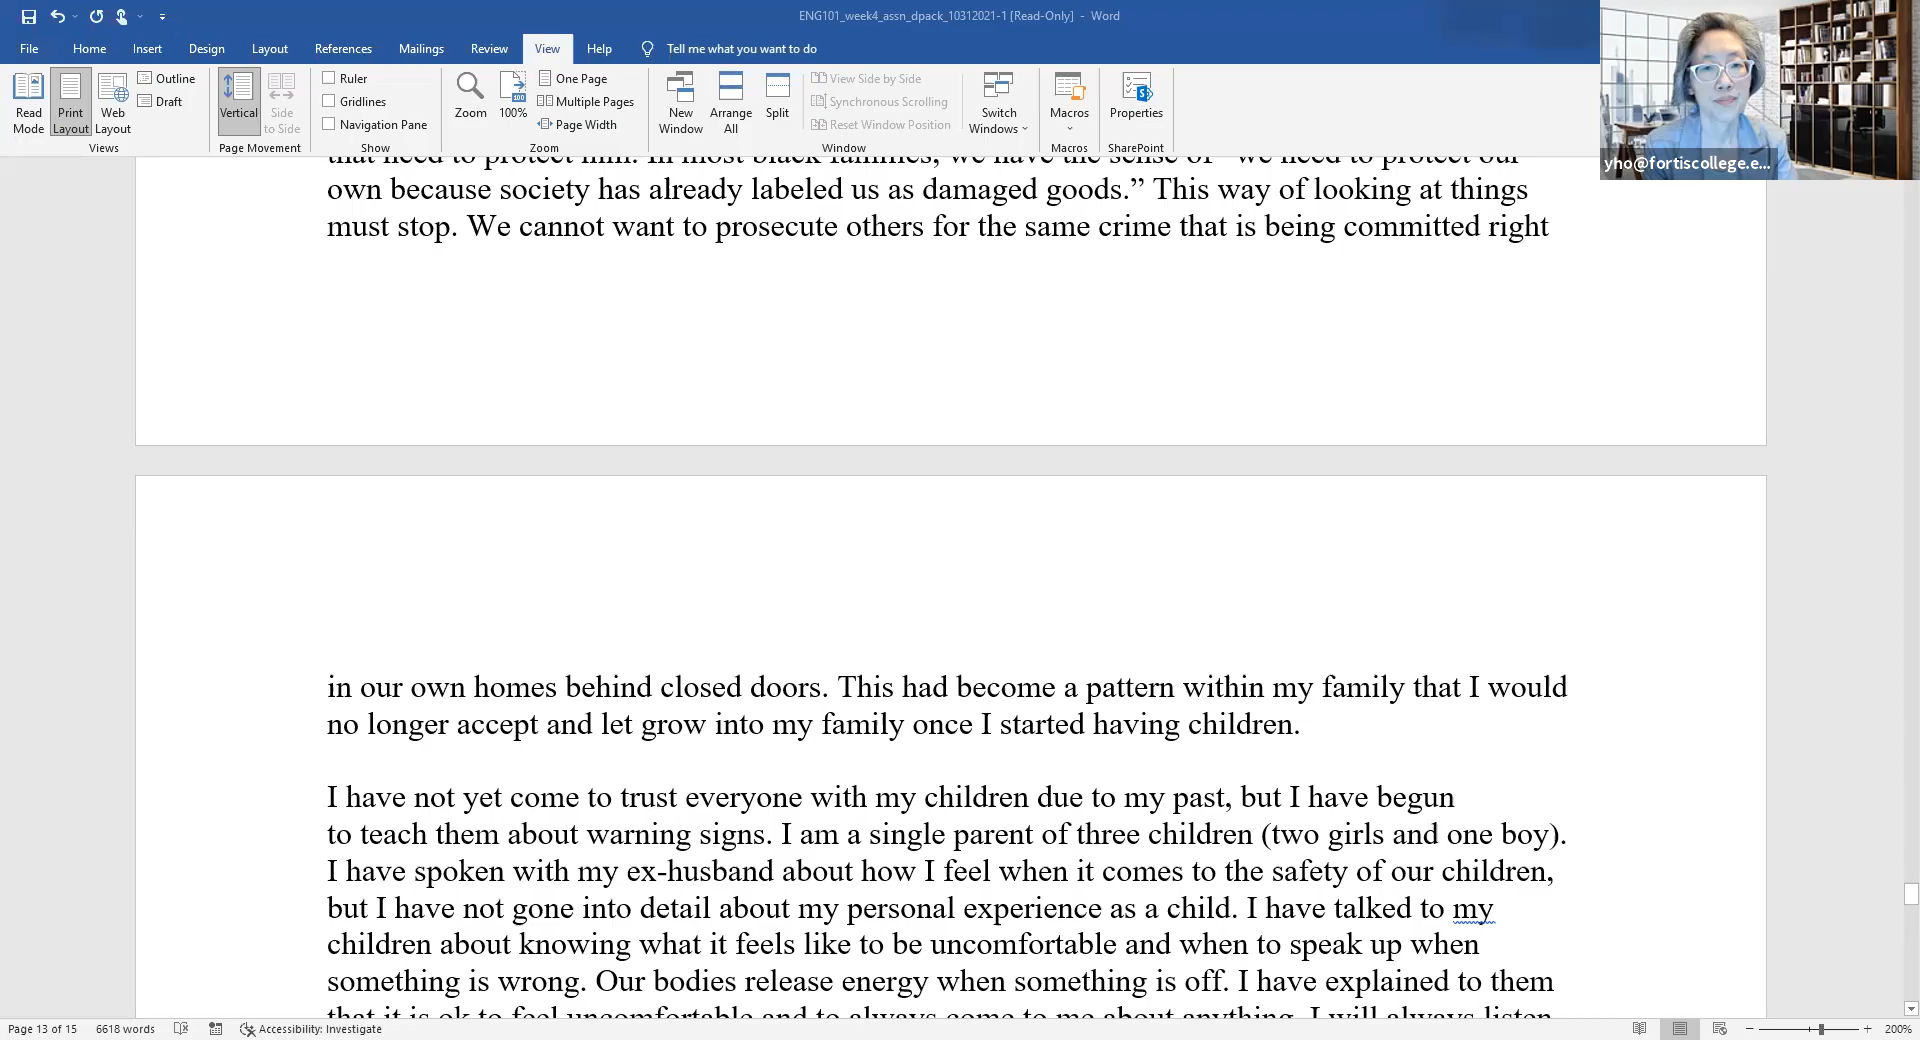 ENG101_week4_assn_dpack_10312021-1 [Read-Only] - Word
File Home Insert Design Layout References Mailings Review View Help Tell me what you want to do
Read Mode
Print Layout
Web Layout
Outline
Draft
Views
Vertical
Side to Side
Page Movement
Ruler
Gridlines
Navigation Pane
Show
Zoom
100
100%
One Page
Multiple Pages
Page Width
Zoom
New Window
Arrange All
Split
View Side by Side
Synchronous Scrolling
Reset Window Position
Switch Windows
Window
Macros
Macros
S
Properties
SharePoint
yho@fortiscollege.e...
that need to protect him. In most black families, we have the sense of “we need to protect our
own because society has already labeled us as damaged goods.” This way of looking at things
must stop. We cannot want to prosecute others for the same crime that is being committed right
in our own homes behind closed doors. This had become a pattern within my family that I would
no longer accept and let grow into my family once I started having children.
I have not yet come to trust everyone with my children due to my past, but I have begun
to teach them about warning signs. I am a single parent of three children (two girls and one boy).
I have spoken with my ex-husband about how I feel when it comes to the safety of our children,
but I have not gone into detail about my personal experience as a child. I have talked to my
children about knowing what it feels like to be uncomfortable and when to speak up when
something is wrong. Our bodies release energy when something is off. I have explained to them
that it is ok to feel uncomfortable and to always come to me about anything. I will always listen
Page 13 of 15 6618 words Accessibility: Investigate 200%